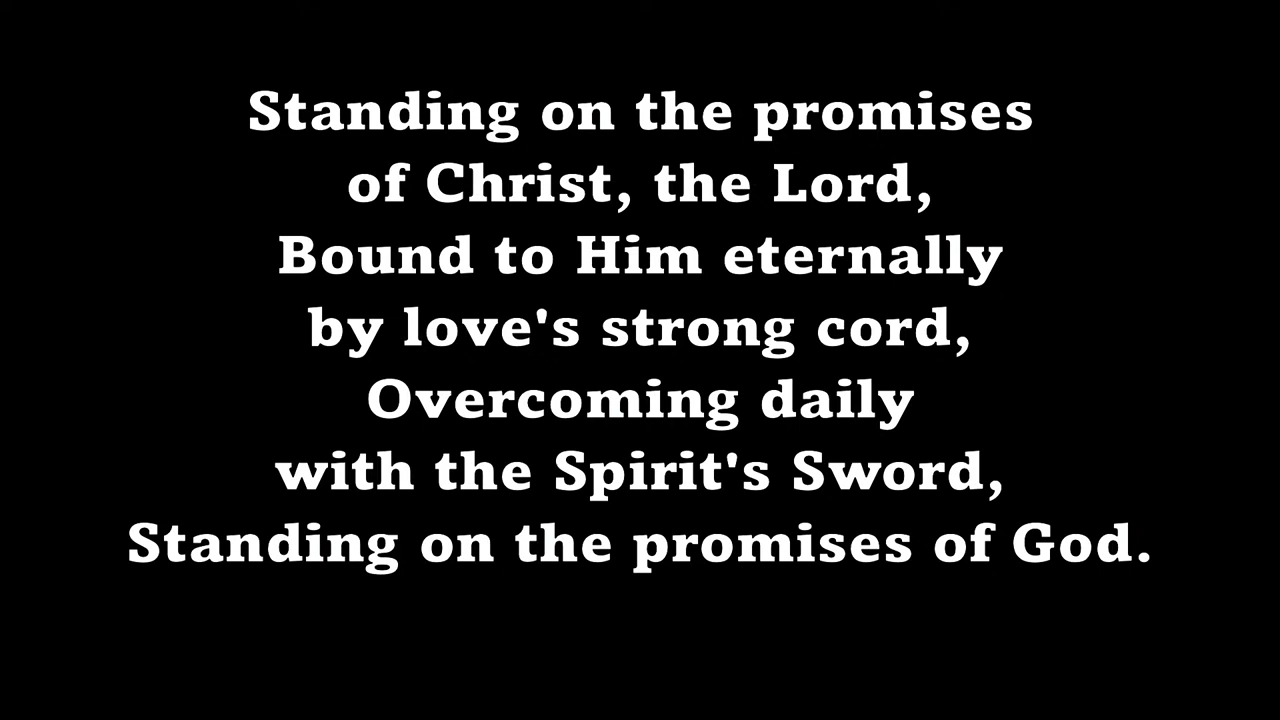 Standing on the promises
of Christ, the Lord,
Bound to Him eternally
by love's strong cord,
Overcoming daily
with the Spirit's Sword,
Standing on the promises of God.